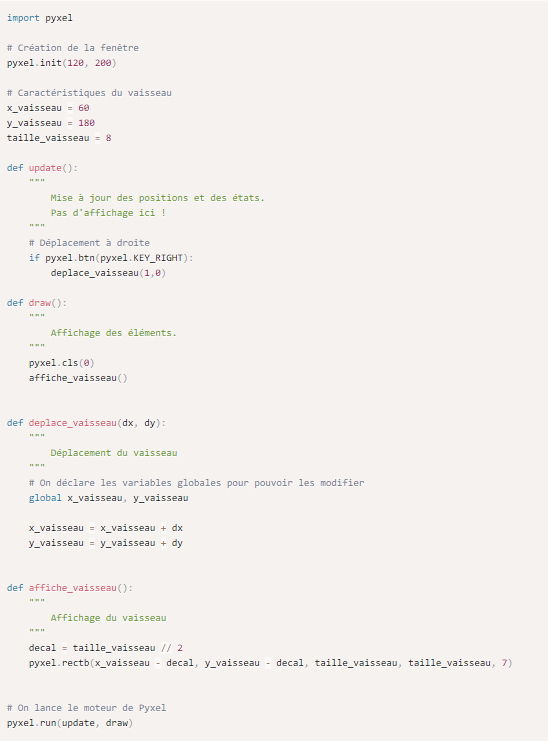 import pyxel

# Création de la fenêtre
pyxel.init(120, 200)

# Caractéristiques du vaisseau
x_vaisseau = 60
y_vaisseau = 180
taille_vaisseau = 8

def update():
    """
        Mise à jour des positions et des états.
        Pas d'affichage ici !
    """
    # Déplacement à droite
    if pyxel.btn(pyxel.KEY_RIGHT):
        deplace_vaisseau(1,0)

def draw():
    """
        Affichage des éléments.
    """
    pyxel.cls(0)
    affiche_vaisseau()


def deplace_vaisseau(dx, dy):
    """
        Déplacement du vaisseau
    """
    # On déclare les variables globales pour pouvoir les modifier
    global x_vaisseau, y_vaisseau

    x_vaisseau = x_vaisseau + dx
    y_vaisseau = y_vaisseau + dy


def affiche_vaisseau():
    """
        Affichage du vaisseau
    """
    decal = taille_vaisseau // 2
    pyxel.rectb(x_vaisseau - decal, y_vaisseau - decal, taille_vaisseau, taille_vaisseau, 7)


# On lance le moteur de Pyxel
pyxel.run(update, draw)